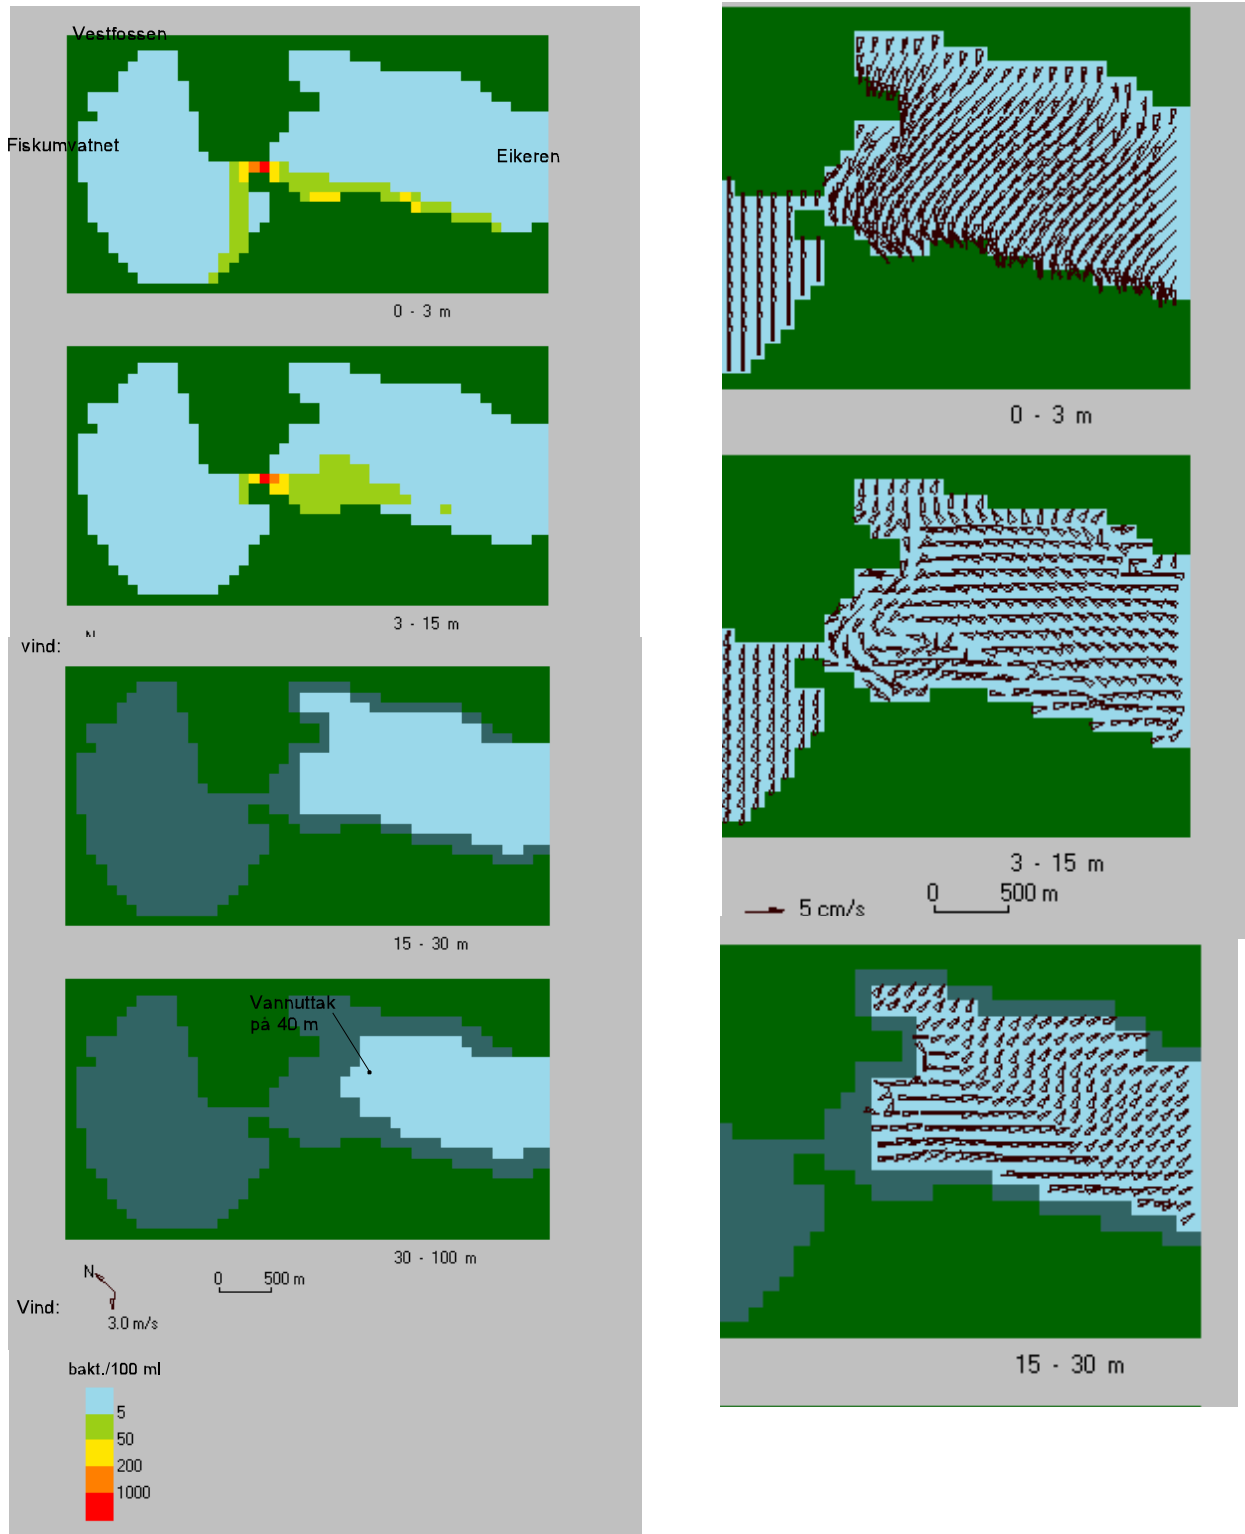 Vestfossen
Fiskumvatnet
Eikeren
0 - 3 m
3 - 15 m
N
vind:
15 - 30 m
Vannuttak
på 40 m
30 - 100 m
N
0 500 m
Vind:
3.0 m/s
bakt./100 ml
5
50
200
1000
0 - 3 m
3 - 15 m
0 500 m
5 cm/s
15 - 30 m